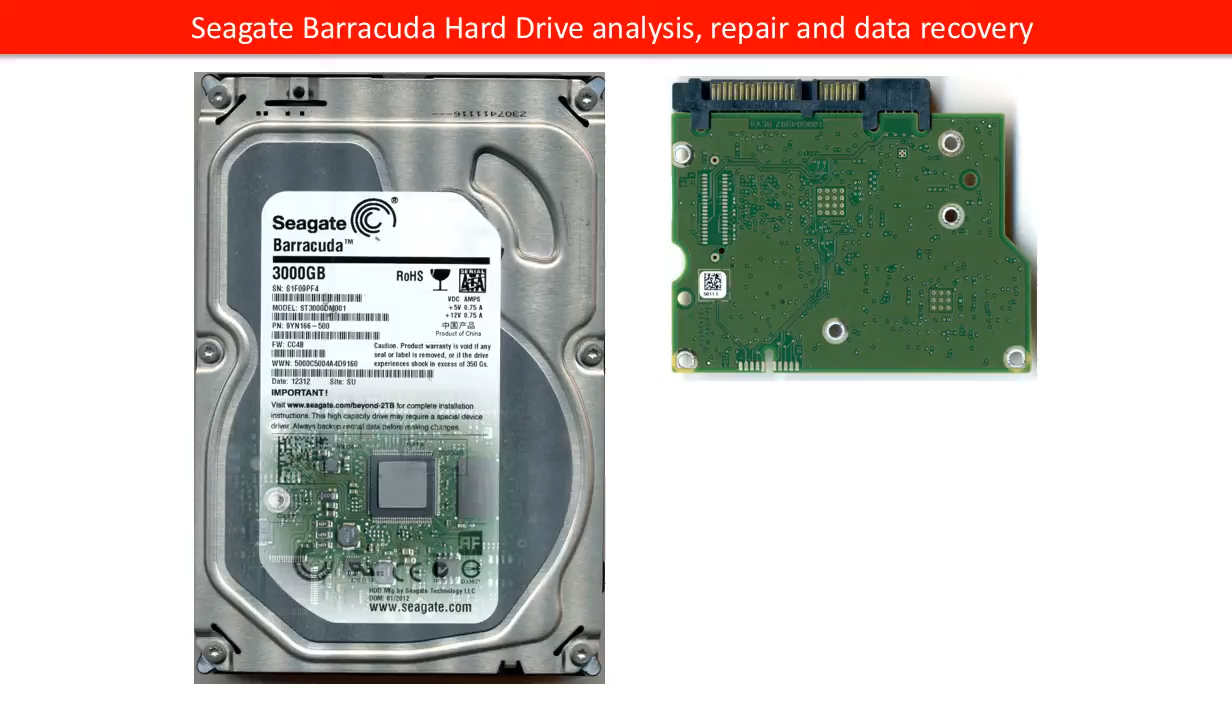 Seagate Barracuda Hard Drive analysis, repair and data recovery
Z307411116---
Seagate®
Barracuda™
3000GB
RoHS
SERIAL
SATA
SN: S1F09PF4
MODEL: ST3000DM001
VDC AMPS
+5V 0.75 A
+12V 0.75 A
PN: 9YN166-500
中国产品
Product of China
FW: CC4B
Caution. Product warranty is void if any
seal or label is removed, or if the drive
experiences shock in excess of 350 Gs.
WWN: 5000C5004A4D9160
Date: 12312 Site: SU
IMPORTANT!
Visit www.seagate.com/beyond-2TB for complete installation
instructions. This high capacity drive may require a special device
driver. Always backup critical data before making changes.
HDD Mfg by Seagate Technology LLC
DOM: 01/2012
www.seagate.com